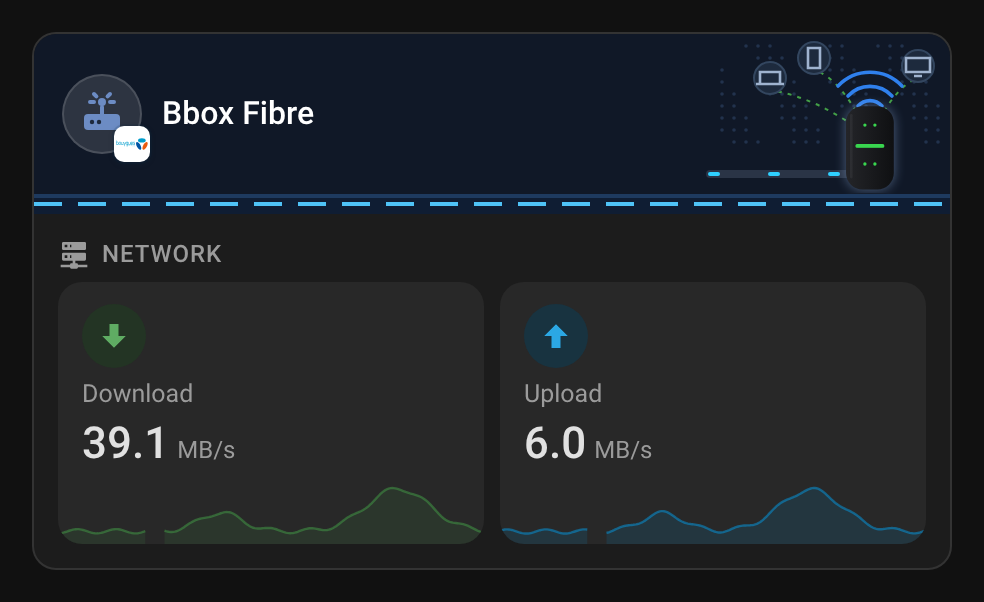 Bbox Fibre
NETWORK
Download
39.1 MB/s
Upload
6.0 MB/s